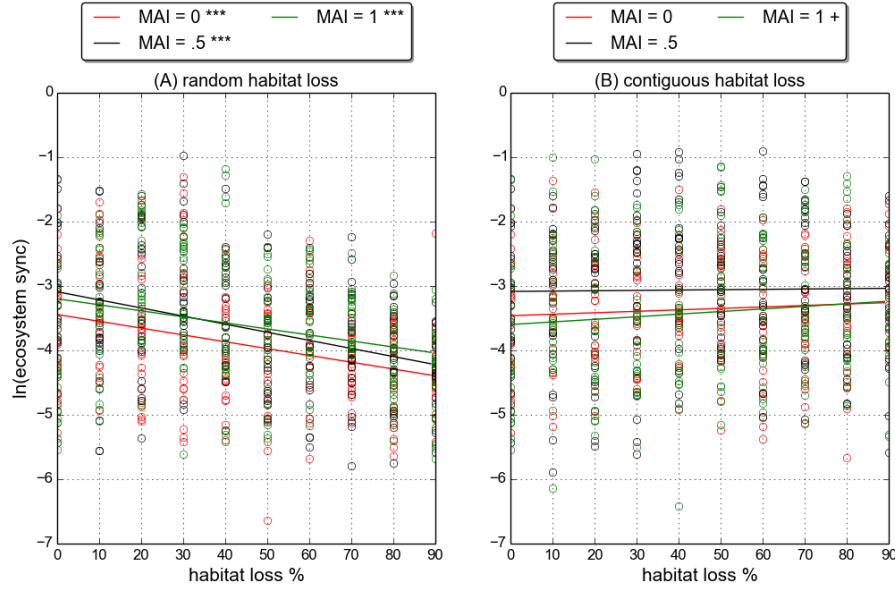 MAI = 0 ***
MAI = 1 ***
MAI = .5 ***
MAI = 0
MAI = 1 +
MAI = .5
(A) random habitat loss
(B) contiguous habitat loss
ln(ecosystem sync)
0
−1
−2
−3
−4
−5
−6
−7
0 10 20 30 40 50 60 70 80 90
habitat loss %
0
−1
−2
−3
−4
−5
−6
−7
0 10 20 30 40 50 60 70 80 90
habitat loss %